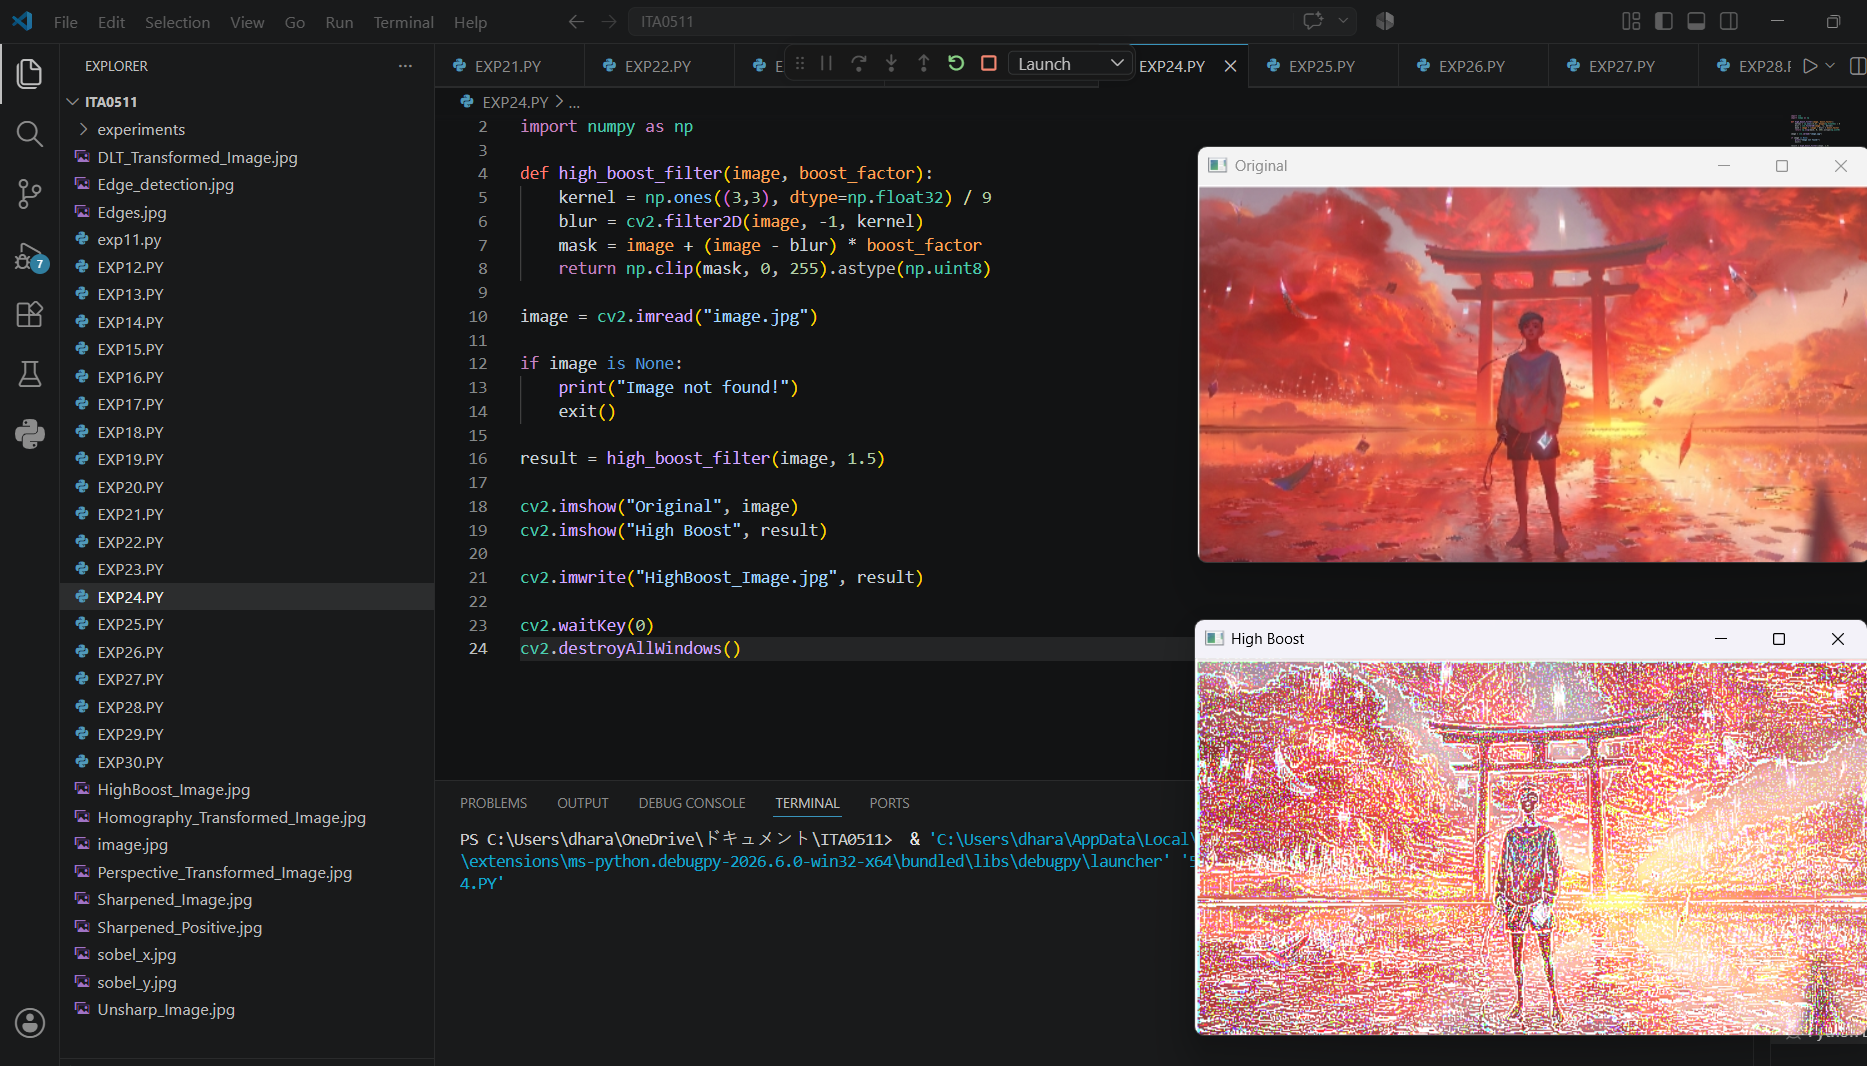 File Edit Selection View Go Run Terminal Help
ITA0511
EXPLORER
ITA0511
experiments
DLT_Transformed_Image.jpg
Edge_detection.jpg
Edges.jpg
exp11.py
EXP12.PY
EXP13.PY
EXP14.PY
EXP15.PY
EXP16.PY
EXP17.PY
EXP18.PY
EXP19.PY
EXP20.PY
EXP21.PY
EXP22.PY
EXP23.PY
EXP24.PY
EXP25.PY
EXP26.PY
EXP27.PY
EXP28.PY
EXP29.PY
EXP30.PY
HighBoost_Image.jpg
Homography_Transformed_Image.jpg
image.jpg
Perspective_Transformed_Image.jpg
Sharpened_Image.jpg
Sharpened_Positive.jpg
sobel_x.jpg
sobel_y.jpg
Unsharp_Image.jpg
7
EXP21.PY EXP22.PY E Launch EXP24.PY EXP25.PY EXP26.PY EXP27.PY EXP28.P
EXP24.PY > ...
2 import numpy as np
3
4 def high_boost_filter(image, boost_factor):
5 kernel = np.ones((3,3), dtype=np.float32) / 9
6 blur = cv2.filter2D(image, -1, kernel)
7 mask = image + (image - blur) * boost_factor
8 return np.clip(mask, 0, 255).astype(np.uint8)
9
10 image = cv2.imread("image.jpg")
11
12 if image is None:
13 print("Image not found!")
14 exit()
15
16 result = high_boost_filter(image, 1.5)
17
18 cv2.imshow("Original", image)
19 cv2.imshow("High Boost", result)
20
21 cv2.imwrite("HighBoost_Image.jpg", result)
22
23 cv2.waitKey(0)
24 cv2.destroyAllWindows()
PROBLEMS OUTPUT DEBUG CONSOLE TERMINAL PORTS
PS C:\Users\dhara\OneDrive\ドキュメント\ITA0511> & 'C:\Users\dhara\AppData\Local\
\extensions\ms-python.debugpy-2026.6.0-win32-x64\bundled\libs\debugpy\launcher' '5
4.PY'
Original
High Boost